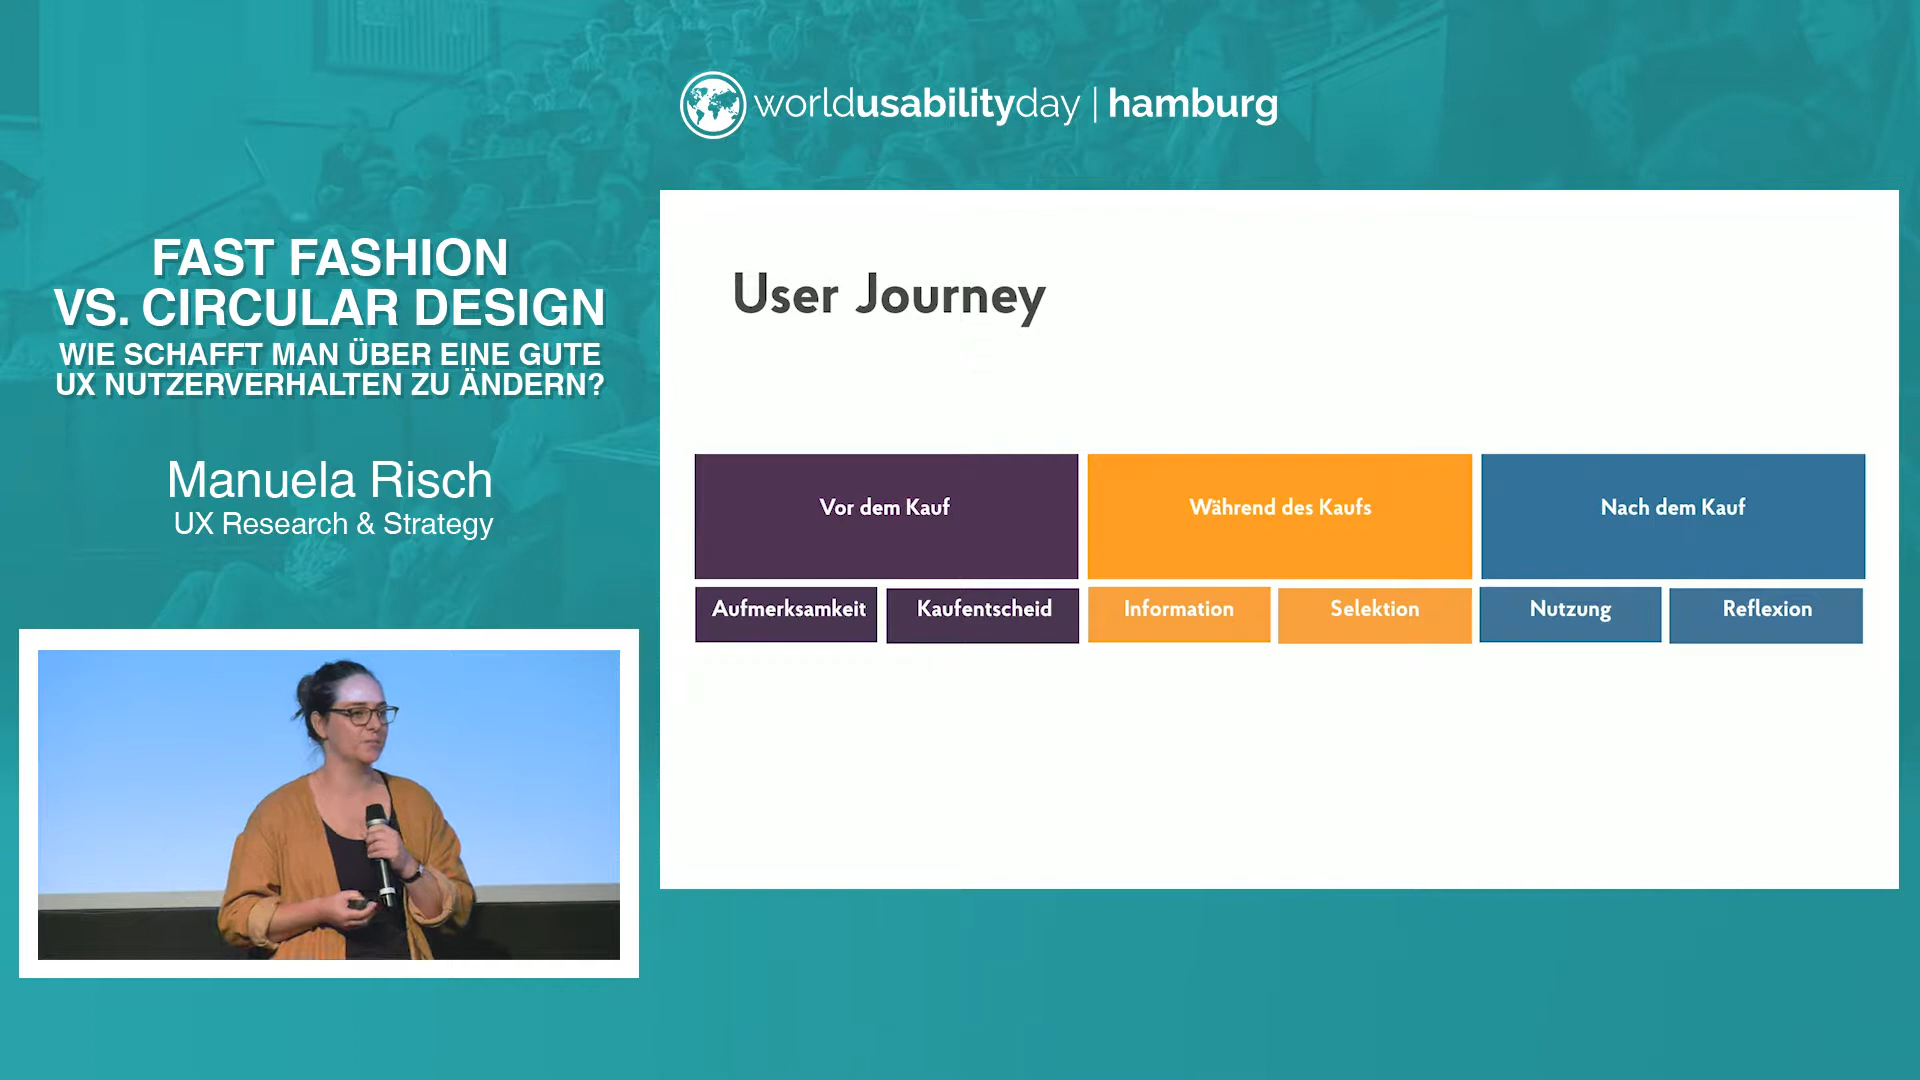 worldusabilityday | hamburg
FAST FASHION
VS. CIRCULAR DESIGN
WIE SCHAFFT MAN ÜBER EINE GUTE
UX NUTZERVERHALTEN ZU ÄNDERN?
Manuela Risch
UX Research & Strategy
User Journey
Vor dem Kauf
Während des Kaufs
Nach dem Kauf
Aufmerksamkeit
Kaufentscheid
Information
Selektion
Nutzung
Reflexion